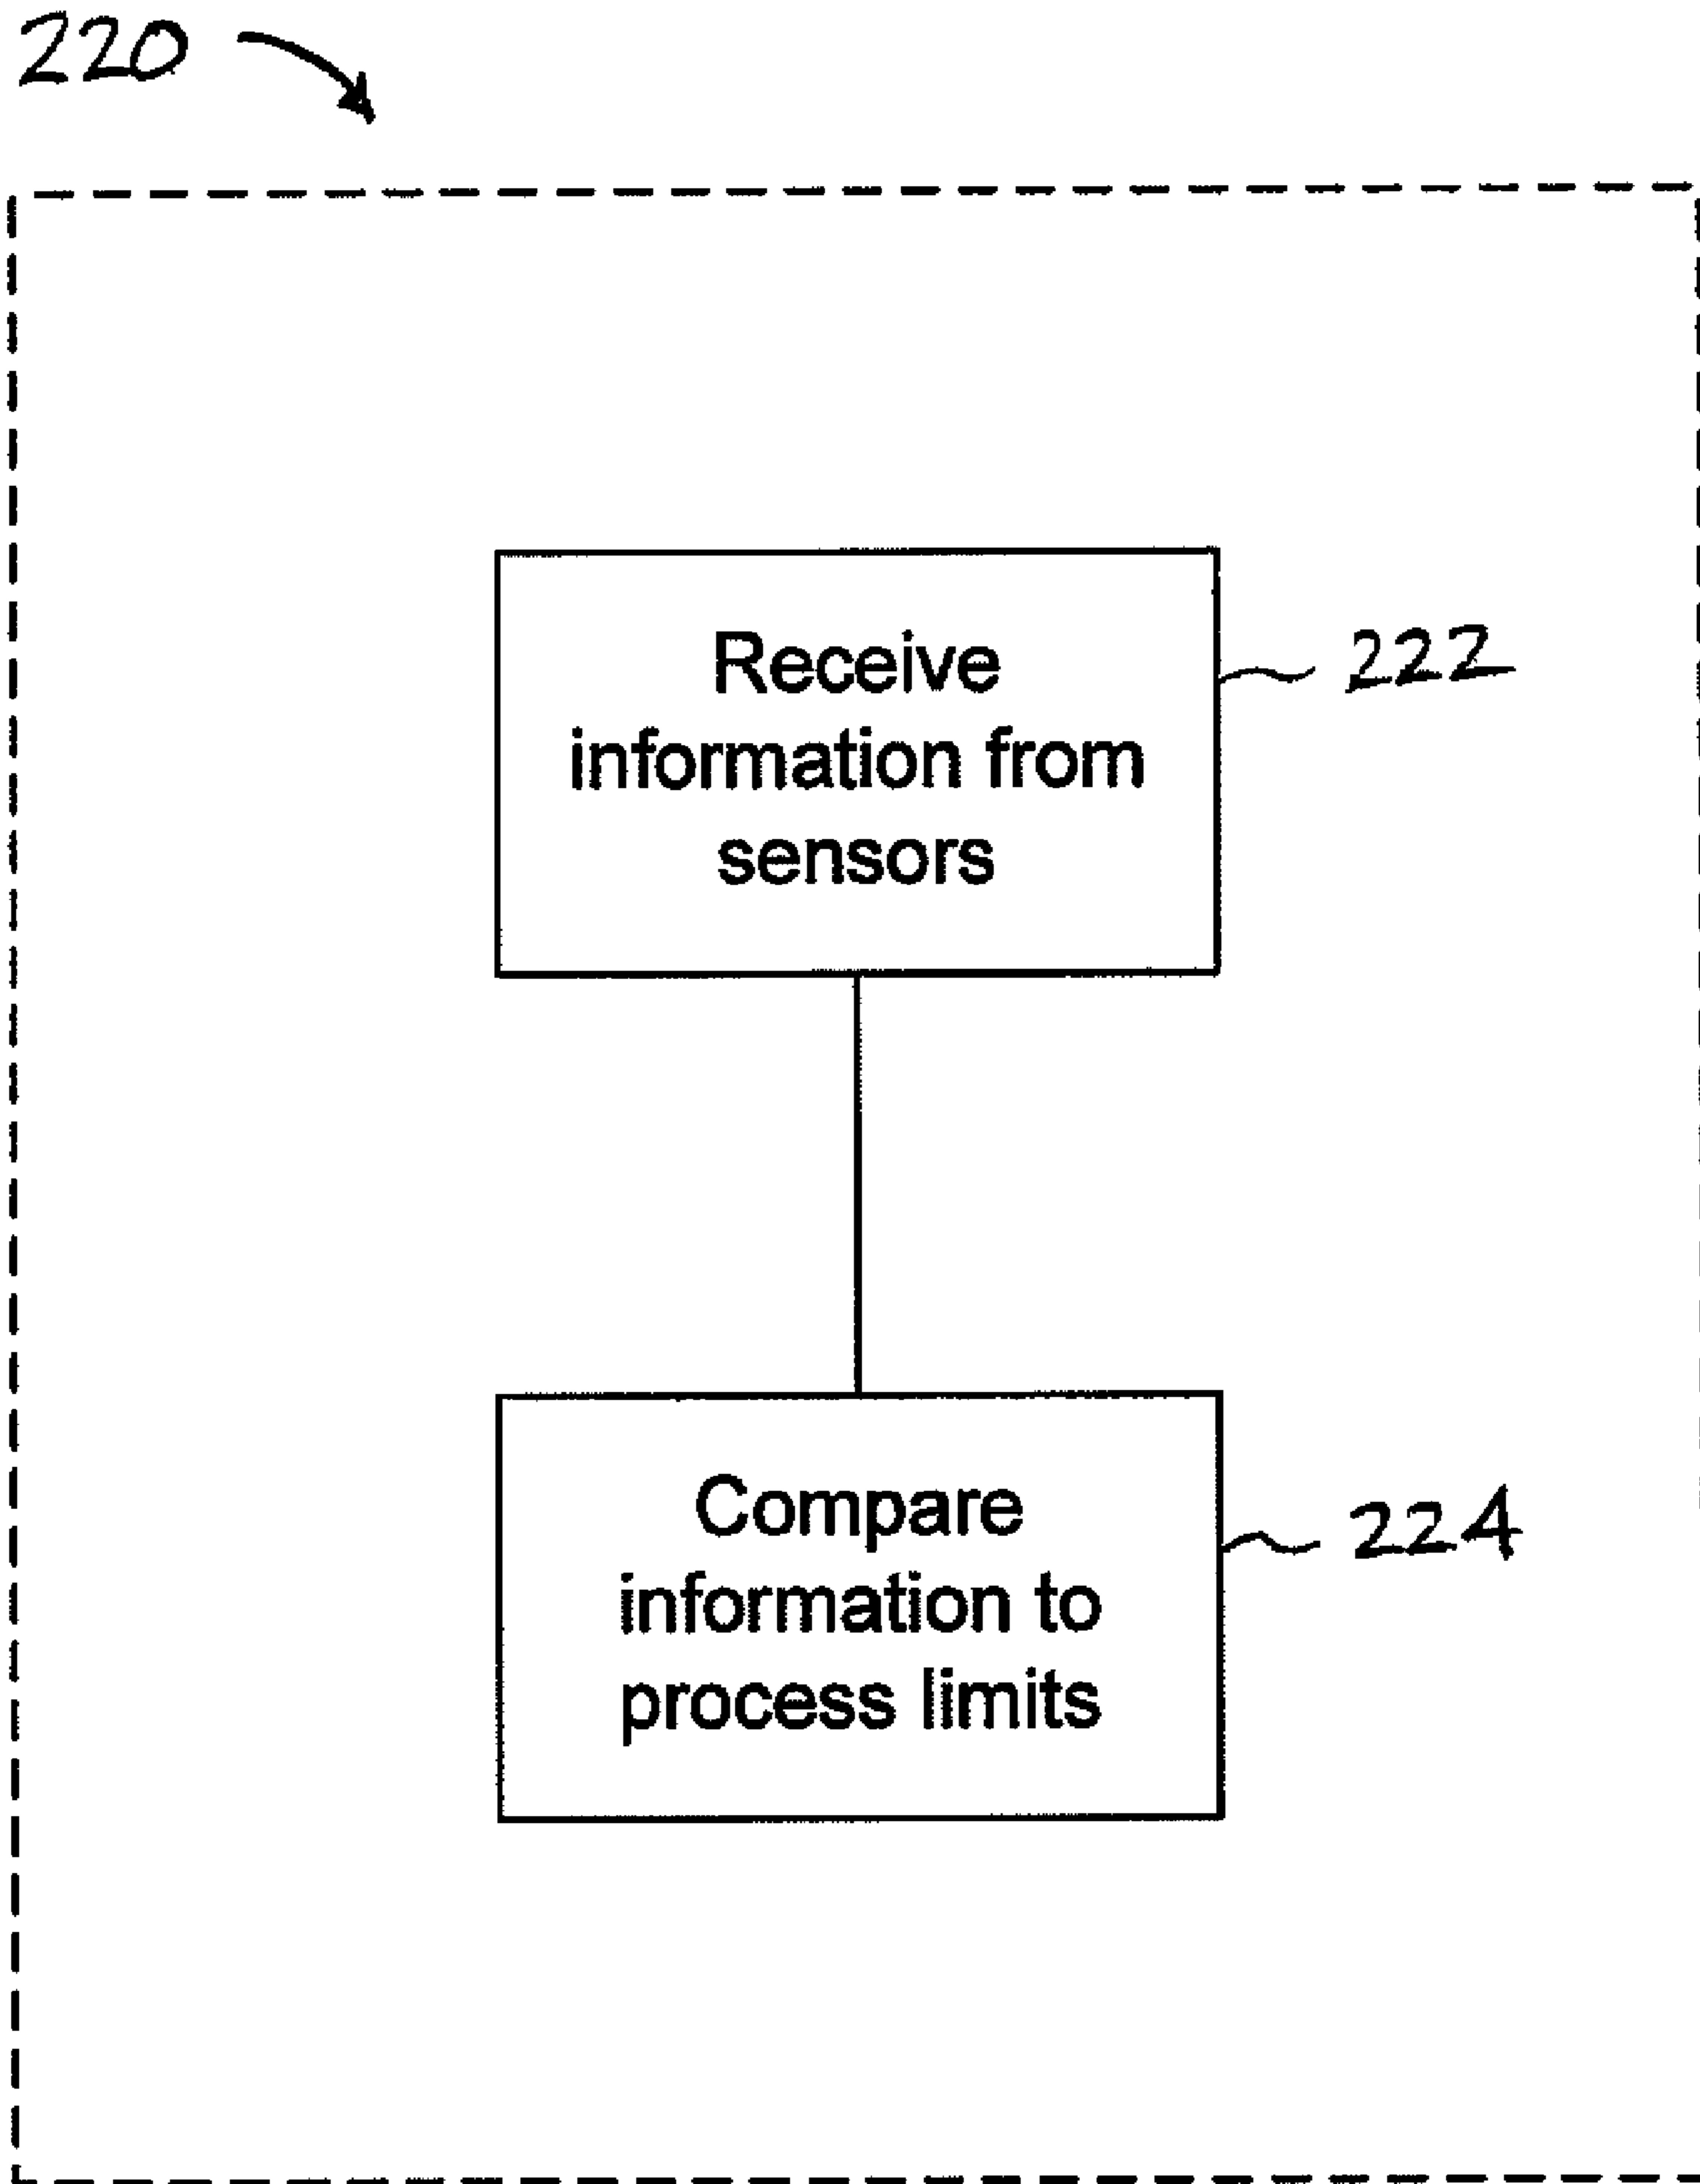 220
Receive
information from
sensors
222
Compare
information to
process limits
224